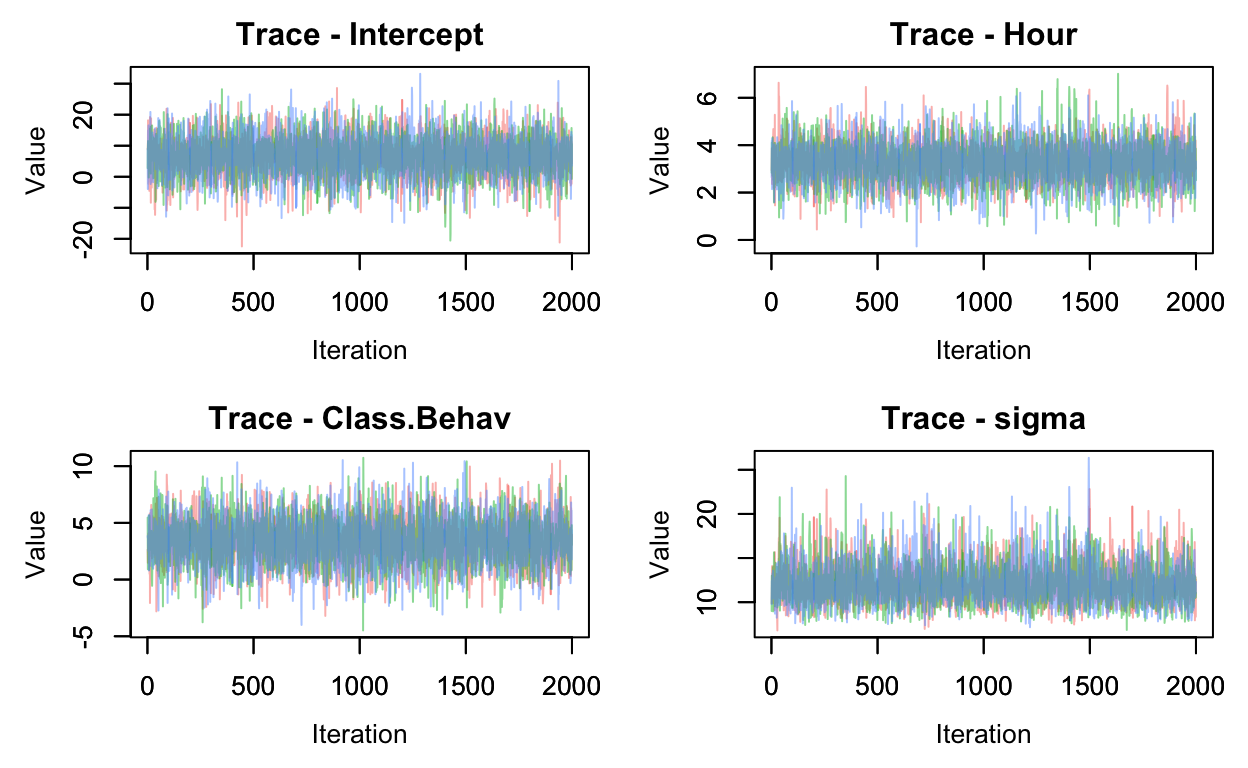 Trace - Intercept
Value
20
0
-20
0 500 1000 1500 2000
Iteration
Trace - Hour
Value
6
4
2
0
0 500 1000 1500 2000
Iteration
Trace - Class.Behav
Value
10
5
0
-5
0 500 1000 1500 2000
Iteration
Trace - sigma
Value
20
10
0 500 1000 1500 2000
Iteration